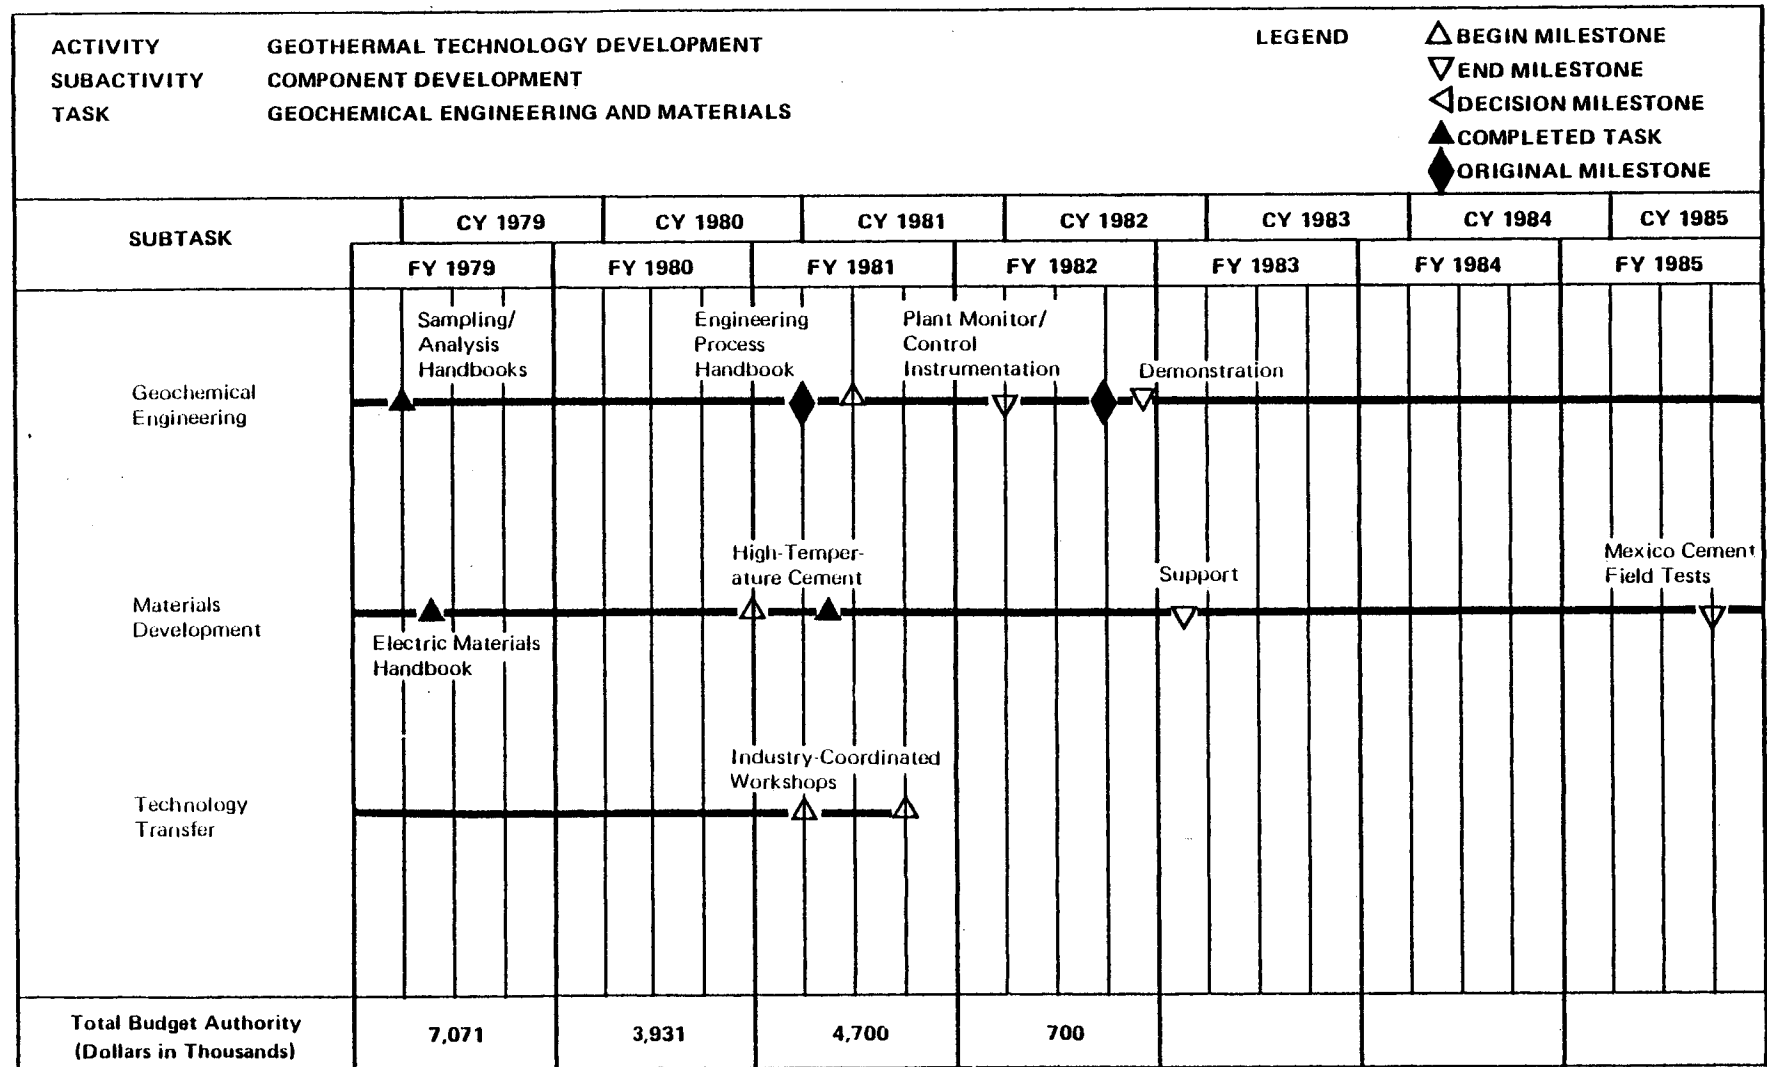 ACTIVITY GEOTHERMAL TECHNOLOGY DEVELOPMENT
SUBACTIVITY COMPONENT DEVELOPMENT
TASK GEOCHEMICAL ENGINEERING AND MATERIALS
LEGEND
BEGIN MILESTONE
END MILESTONE
DECISION MILESTONE
COMPLETED TASK
ORIGINAL MILESTONE
SUBTASK
CY 1979 CY 1980 CY 1981 CY 1982 CY 1983 CY 1984 CY 1985
FY 1979 FY 1980 FY 1981 FY 1982 FY 1983 FY 1984 FY 1985
Geochemical
Engineering
Sampling/
Analysis
Handbooks
Engineering
Process
Handbook
Plant Monitor/
Control
Instrumentation
Demonstration
Materials
Development
Electric Materials
Handbook
High-Temper-
ature Cement
Support
Mexico Cement
Field Tests
Technology
Transfer
Industry-Coordinated
Workshops
Total Budget Authority
(Dollars in Thousands)
7,071 3,931 4,700 700